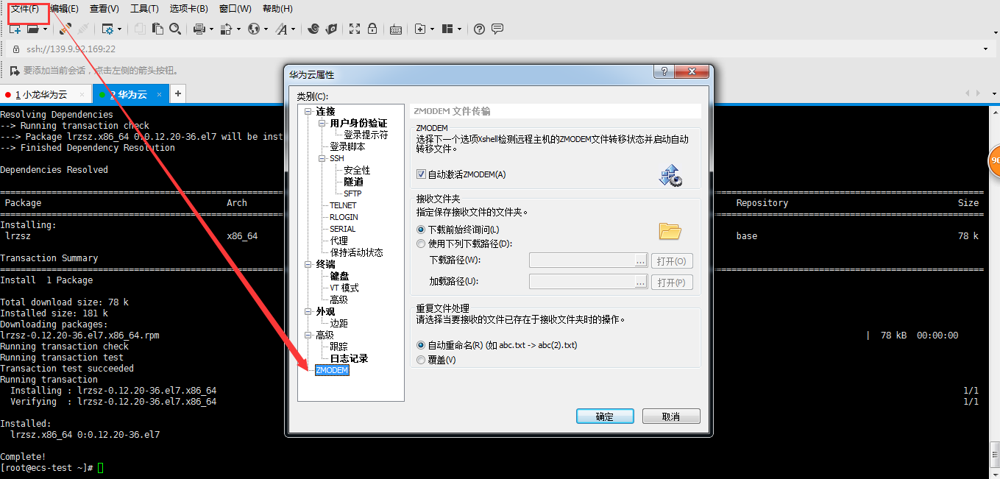 文件(F) 编辑(E) 查看(V) 工具(T) 选项卡(B) 窗口(W) 帮助(H)
ssh://139.9.92.169:22
要添加当前会话，点击左侧的箭头按钮。
1 小龙华为云 × 2 华为云 × +
Resolving Dependencies
--> Running transaction check
---> Package lrzsz.x86_64 0:0.12.20-36.el7 will be inst
--> Finished Dependency Resolution
Dependencies Resolved
Package Arch Repository Size
Installing:
lrzsz x86_64 base 78 k
Transaction Summary
Install 1 Package
Total download size: 78 k
Installed size: 181 k
Downloading packages:
lrzsz-0.12.20-36.el7.x86_64.rpm | 78 kB 00:00:00
Running transaction check
Running transaction test
Transaction test succeeded
Running transaction
Installing : lrzsz-0.12.20-36.el7.x86_64 1/1
Verifying : lrzsz-0.12.20-36.el7.x86_64 1/1
Installed:
lrzsz.x86_64 0:0.12.20-36.el7
Complete!
[root@ecs-test ~]#
华为云属性
类别(C):
连接
用户身份验证
登录提示符
登录脚本
SSH
安全性
隧道
SFTP
TELNET
RLOGIN
SERIAL
代理
保持活动状态
终端
键盘
VT 模式
高级
外观
边距
高级
跟踪
日志记录
ZMODEM
ZMODEM 文件传输
ZMODEM
选择下一个选项Xshell检测远程主机的ZMODEM文件转移状态并启动自动
转移文件。
自动激活ZMODEM(A)
接收文件夹
指定保存接收文件的文件夹。
下载前始终询问(L)
使用下列下载路径(D):
下载路径(W): ... 打开(O)
加载路径(U): ... 打开(P)
重复文件处理
请选择当要接收的文件已存在于接收文件夹时的操作。
自动重命名(R) (如 abc.txt -> abc(2).txt)
覆盖(V)
确定 取消
90